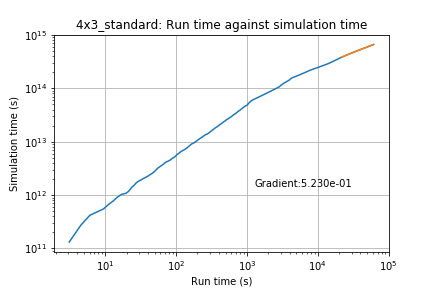 4x3_standard: Run time against simulation time
Simulation time (s)
10^15
10^14
10^13
10^12
10^11
Gradient:5.230e-01
10^1
10^2
10^3
10^4
10^5
Run time (s)